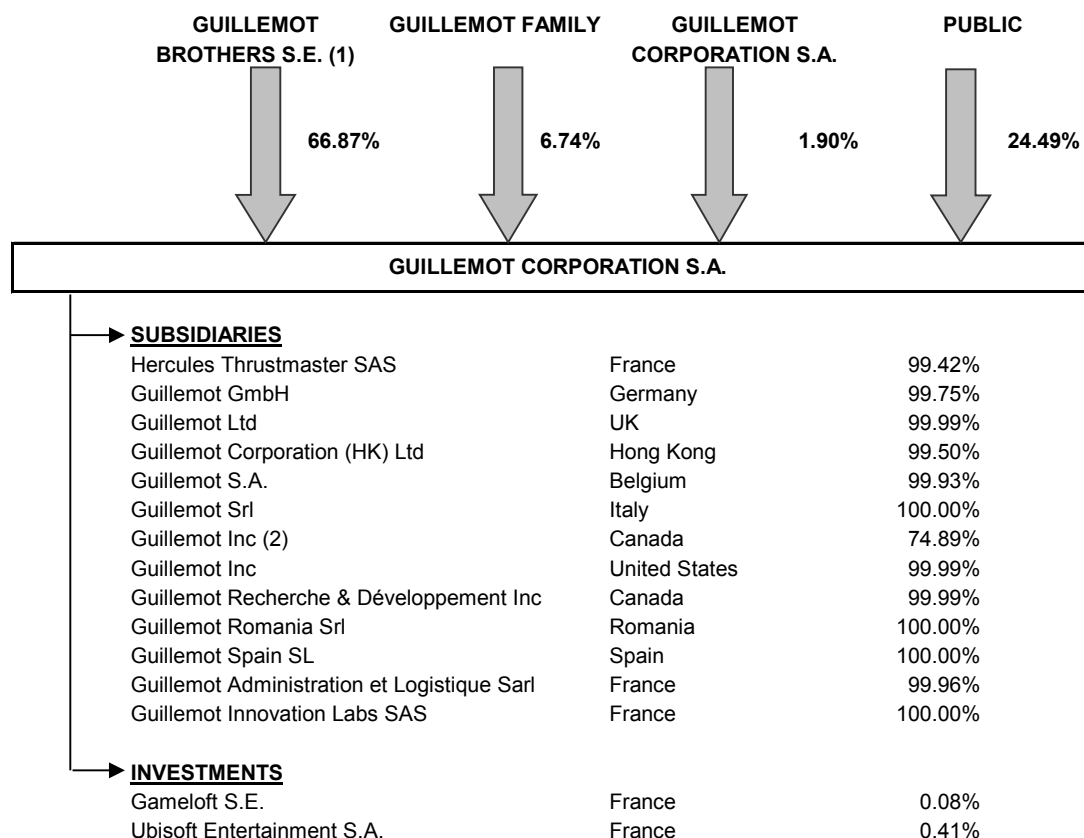 GUILLEMOT BROTHERS S.E. (1)
GUILLEMOT FAMILY
GUILLEMOT CORPORATION S.A.
PUBLIC
66.87%
6.74%
1.90%
24.49%
GUILLEMOT CORPORATION S.A.
SUBSIDIARIES
Hercules Thrustmaster SAS France 99.42%
Guillemot GmbH Germany 99.75%
Guillemot Ltd UK 99.99%
Guillemot Corporation (HK) Ltd Hong Kong 99.50%
Guillemot S.A. Belgium 99.93%
Guillemot Srl Italy 100.00%
Guillemot Inc (2) Canada 74.89%
Guillemot Inc United States 99.99%
Guillemot Recherche & Développement Inc Canada 99.99%
Guillemot Romania Srl Romania 100.00%
Guillemot Spain SL Spain 100.00%
Guillemot Administration et Logistique Sarl France 99.96%
Guillemot Innovation Labs SAS France 100.00%
INVESTMENTS
Gameloft S.E. France 0.08%
Ubisoft Entertainment S.A. France 0.41%